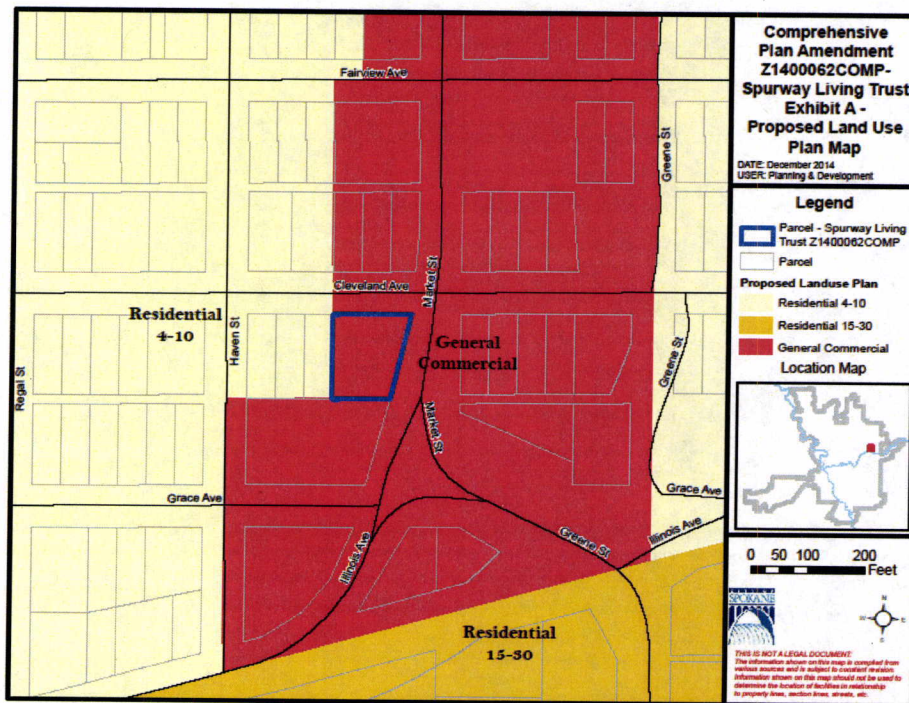 Fairview Ave
Greene St
Market St
Cleveland Ave
Residential
4-10
Haven St
General
Commercial
Regal St
Greene St
Market St
Grace Ave
Grace Ave
Illinois Ave
Greene St
Illinois Ave
Residential
15-30
Comprehensive
Plan Amendment
Z1400062COMP-
Spurway Living Trust
Exhibit A -
Proposed Land Use
Plan Map
DATE: December 2014
USER: Planning & Development
Legend
Parcel - Spurway Living
Trust Z1400062COMP
Parcel
Proposed Landuse Plan
Residential 4-10
Residential 15-30
General Commercial
Location Map
0 50 100 200
Feet
SPOKANE
N
W E
S
THIS IS NOT A LEGAL DOCUMENT:
The information shown on this map is compiled from
various sources and is subject to constant revision.
Information shown on this map should not be used to
determine the location of facilities in relationship
to property lines, section lines, streets, etc.